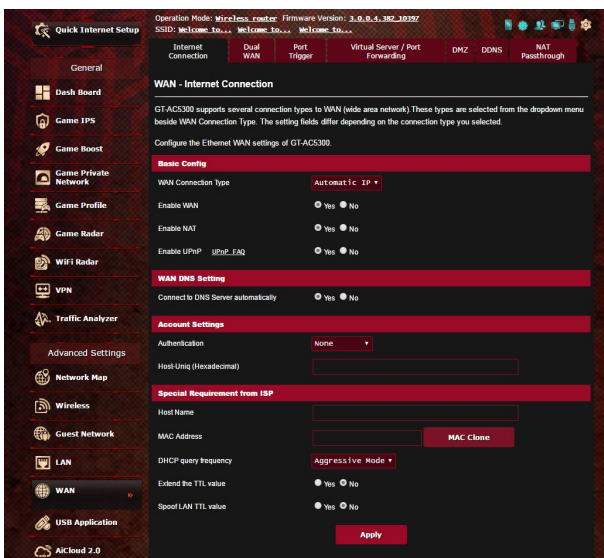 Operation Mode: Wireless router Firmware Version: 3.0.0.4.382_10397
SSID: Welcome to... Welcome to... Welcome to...
Quick Internet Setup
General
Dash Board
Game IPS
Game Boost
Game Private
Network
Game Profile
Game Radar
WiFi Radar
VPN
Traffic Analyzer
Advanced Settings
Network Map
Wireless
Guest Network
LAN
WAN
USB Application
AiCloud 2.0
Internet
Connection
Dual
WAN
Port
Trigger
Virtual Server / Port
Forwarding
DMZ
DDNS
NAT
Passthrough
WAN - Internet Connection
GT-AC5300 supports several connection types to WAN (wide area network).These types are selected from the dropdown menu
beside WAN Connection Type. The setting fields differ depending on the connection type you selected.
Configure the Ethernet WAN settings of GT-AC5300.
Basic Config
WAN Connection Type Automatic IP
Enable WAN Yes No
Enable NAT Yes No
Enable UPnP UPnP FAQ Yes No
WAN DNS Setting
Connect to DNS Server automatically Yes No
Account Settings
Authentication None
Host-Uniq (Hexadecimal)
Special Requirement from ISP
Host Name
MAC Address MAC Clone
DHCP query frequency Aggressive Mode
Extend the TTL value Yes No
Spoof LAN TTL value Yes No
Apply